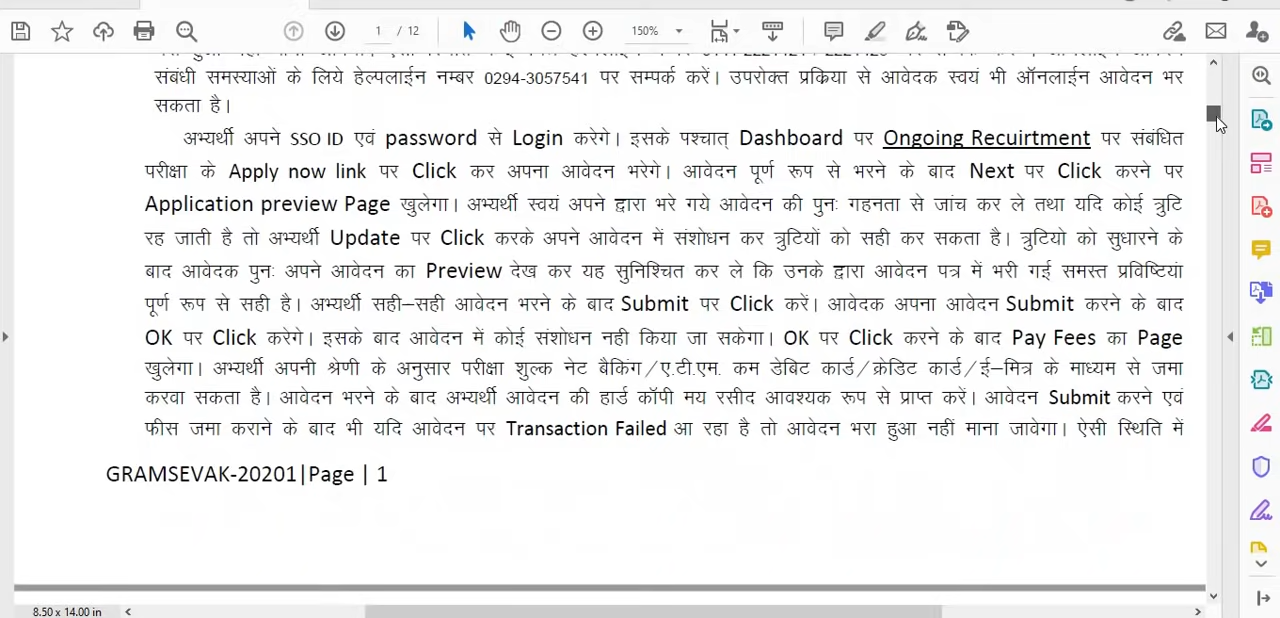 1 / 12
150%
संबंधी समस्याओं के लिये हेल्पलाईन नम्बर 0294-3057541 पर सम्पर्क करें। उपरोक्त प्रक्रिया से आवेदक स्वयं भी ऑनलाईन आवेदन भर
सकता है।
अभ्यर्थी अपने SSO ID एवं password से Login करेगे। इसके पश्चात् Dashboard पर Ongoing Recuirtment पर संबंधित
परीक्षा के Apply now link पर Click कर अपना आवेदन भरेगे। आवेदन पूर्ण रूप से भरने के बाद Next पर Click करने पर
Application preview Page खुलेगा। अभ्यर्थी स्वयं अपने द्वारा भरे गये आवेदन की पुनः गहनता से जांच कर ले तथा यदि कोई त्रुटि
रह जाती है तो अभ्यर्थी Update पर Click करके अपने आवेदन में संशोधन कर त्रुटियों को सही कर सकता है। त्रुटियो को सुधारने के
बाद आवेदक पुनः अपने आवेदन का Preview देख कर यह सुनिश्चित कर ले कि उनके द्वारा आवेदन पत्र में भरी गई समस्त प्रविष्टियां
पूर्ण रूप से सही है। अभ्यर्थी सही–सही आवेदन भरने के बाद Submit पर Click करें। आवेदक अपना आवेदन Submit करने के बाद
OK पर Click करेगे। इसके बाद आवेदन में कोई संशोधन नही किया जा सकेगा। OK पर Click करने के बाद Pay Fees का Page
खुलेगा। अभ्यर्थी अपनी श्रेणी के अनुसार परीक्षा शुल्क नेट बैकिंग/ए.टी.एम. कम डेबिट कार्ड/क्रेडिट कार्ड/ई–मित्र के माध्यम से जमा
करवा सकता है। आवेदन भरने के बाद अभ्यर्थी आवेदन की हार्ड कॉपी मय रसीद आवश्यक रूप से प्राप्त करें। आवेदन Submit करने एवं
फीस जमा कराने के बाद भी यदि आवेदन पर Transaction Failed आ रहा है तो आवेदन भरा हुआ नहीं माना जावेगा। ऐसी स्थिति में
GRAMSEVAK-20201|Page | 1
8.50 x 14.00 in